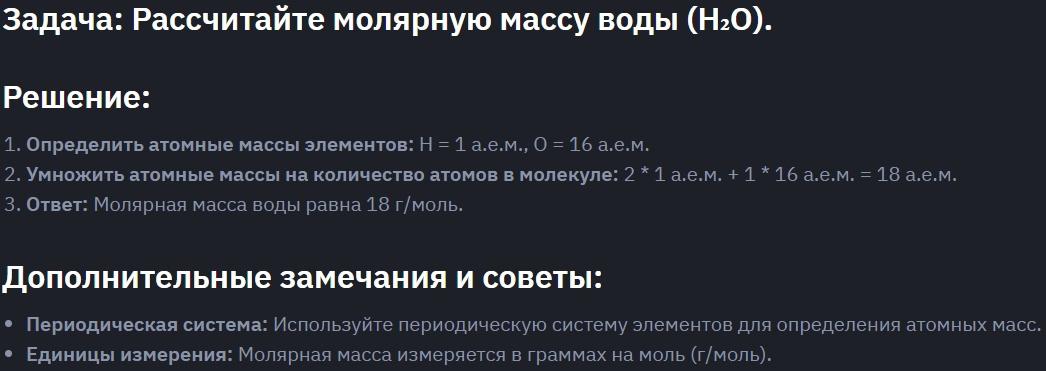 Задача: Рассчитайте молярную массу воды (H₂O).
Решение:
1. Определить атомные массы элементов: H = 1 а.е.м., O = 16 а.е.м.
2. Умножить атомные массы на количество атомов в молекуле: 2 * 1 а.е.м. + 1 * 16 а.е.м. = 18 а.е.м.
3. Ответ: Молярная масса воды равна 18 г/моль.
Дополнительные замечания и советы:
• Периодическая система: Используйте периодическую систему элементов для определения атомных масс.
• Единицы измерения: Молярная масса измеряется в граммах на моль (г/моль).